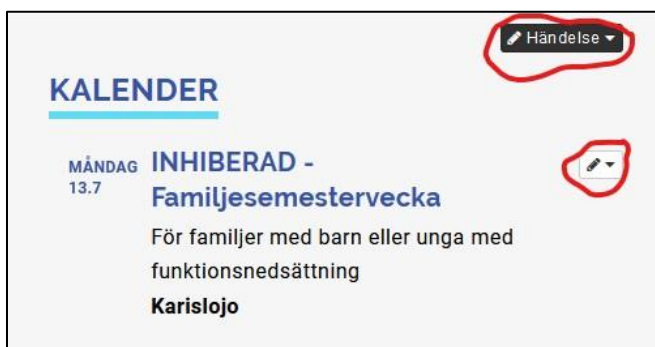 Händelse
KALENDER
MÅNDAG
13.7
INHIBERAD -
Familjesemestervecka
För familjer med barn eller unga med
funktionsnedsättning
Karislojo